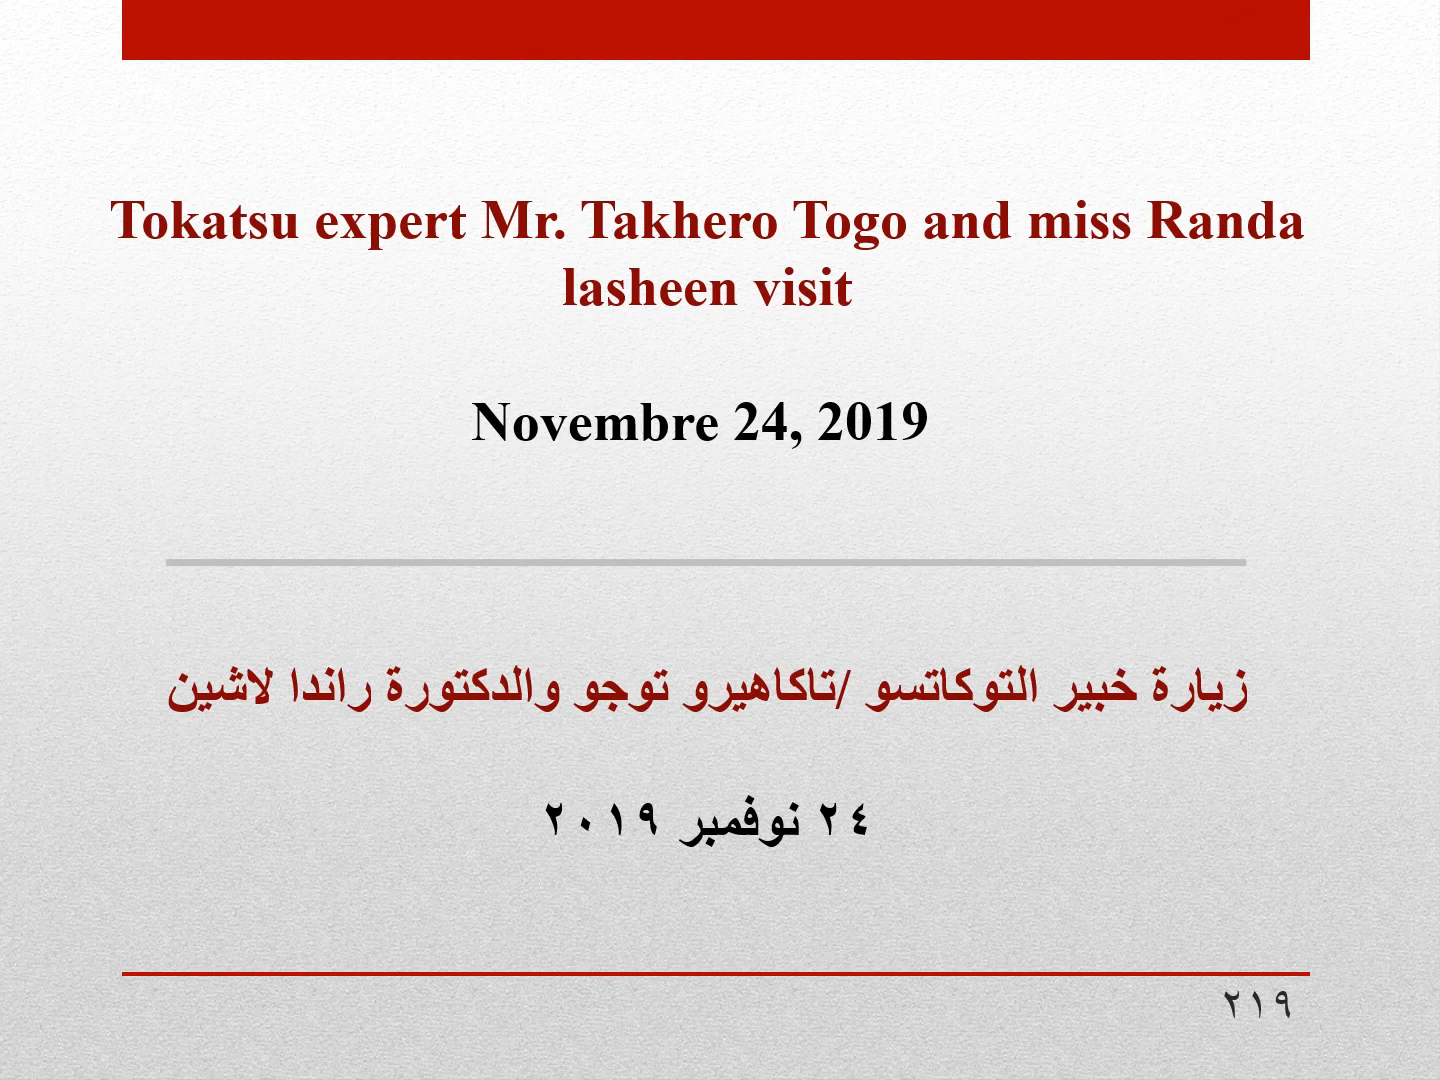 Tokatsu expert Mr. Takhero Togo and miss Randa
lasheen visit
Novembre 24, 2019
زيارة خبير التوكاتسو /تاكاهيرو توجو والدكتورة راندا لاشين
٢٤ نوفمبر ٢٠١٩
٢١٩